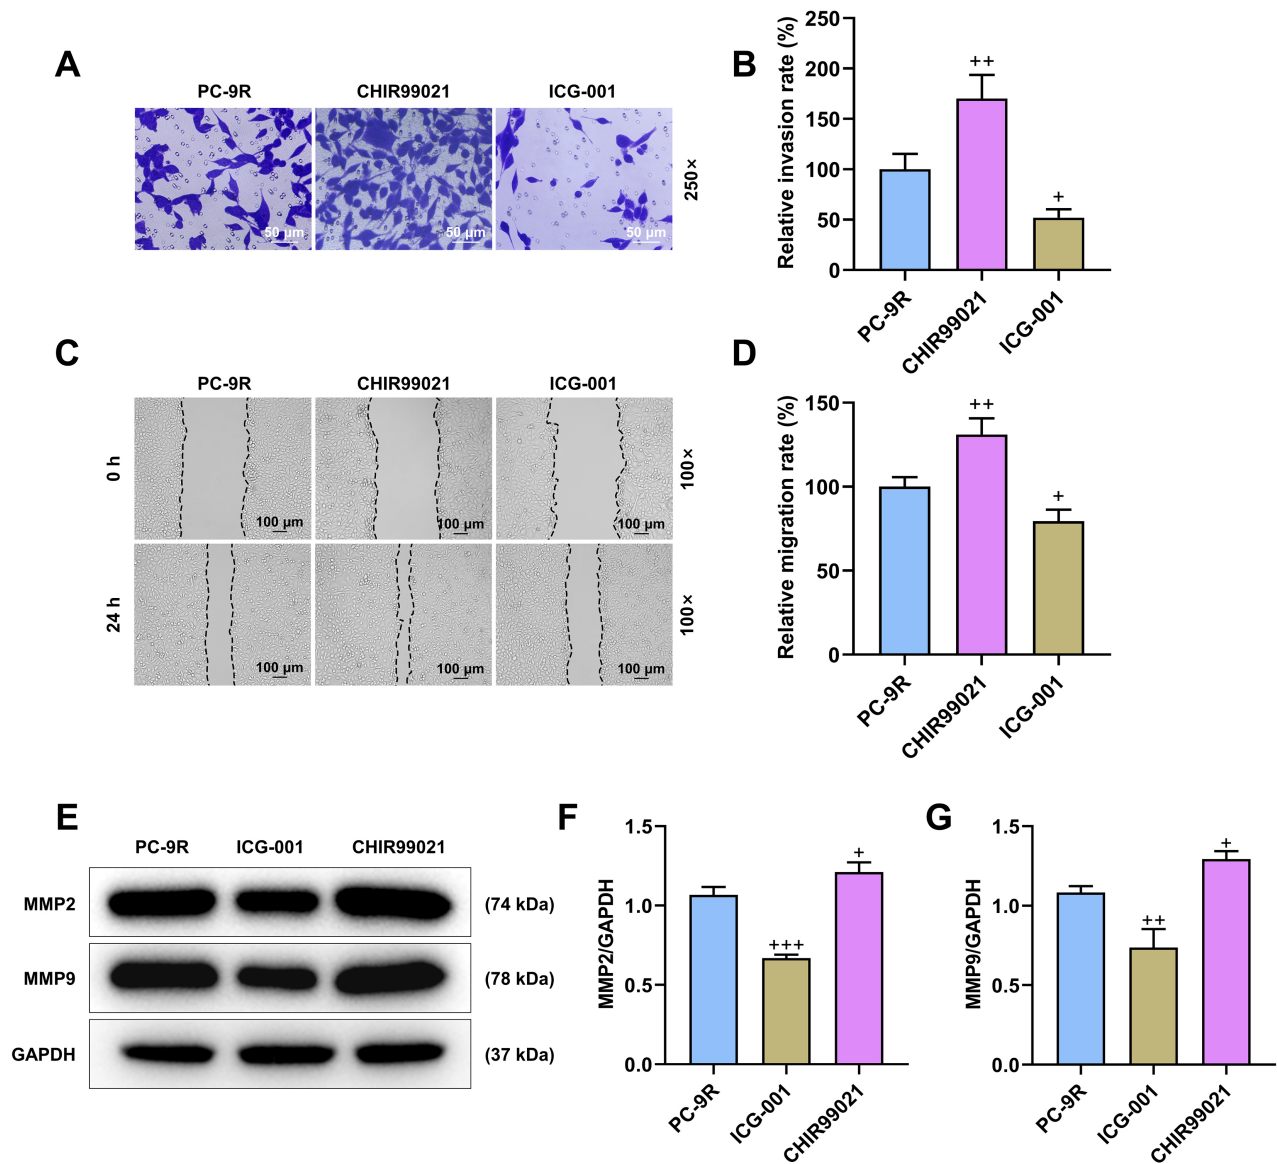 A
PC-9R CHIR99021 ICG-001
50 µm 50 µm 50 µm
250×
B
Relative invasion rate (%)
250
200
150
100
50
0
++
+
PC-9R CHIR99021 ICG-001
C
PC-9R CHIR99021 ICG-001
0 h
100 µm 100 µm 100 µm
100×
24 h
100 µm 100 µm 100 µm
100×
D
Relative migration rate (%)
150
100
50
0
++
+
PC-9R CHIR99021 ICG-001
E
PC-9R ICG-001 CHIR99021
MMP2 (74 kDa)
MMP9 (78 kDa)
GAPDH (37 kDa)
F
MMP2/GAPDH
1.5
1.0
0.5
0.0
+++
+
PC-9R ICG-001 CHIR99021
G
MMP9/GAPDH
1.5
1.0
0.5
0.0
++
+
PC-9R ICG-001 CHIR99021